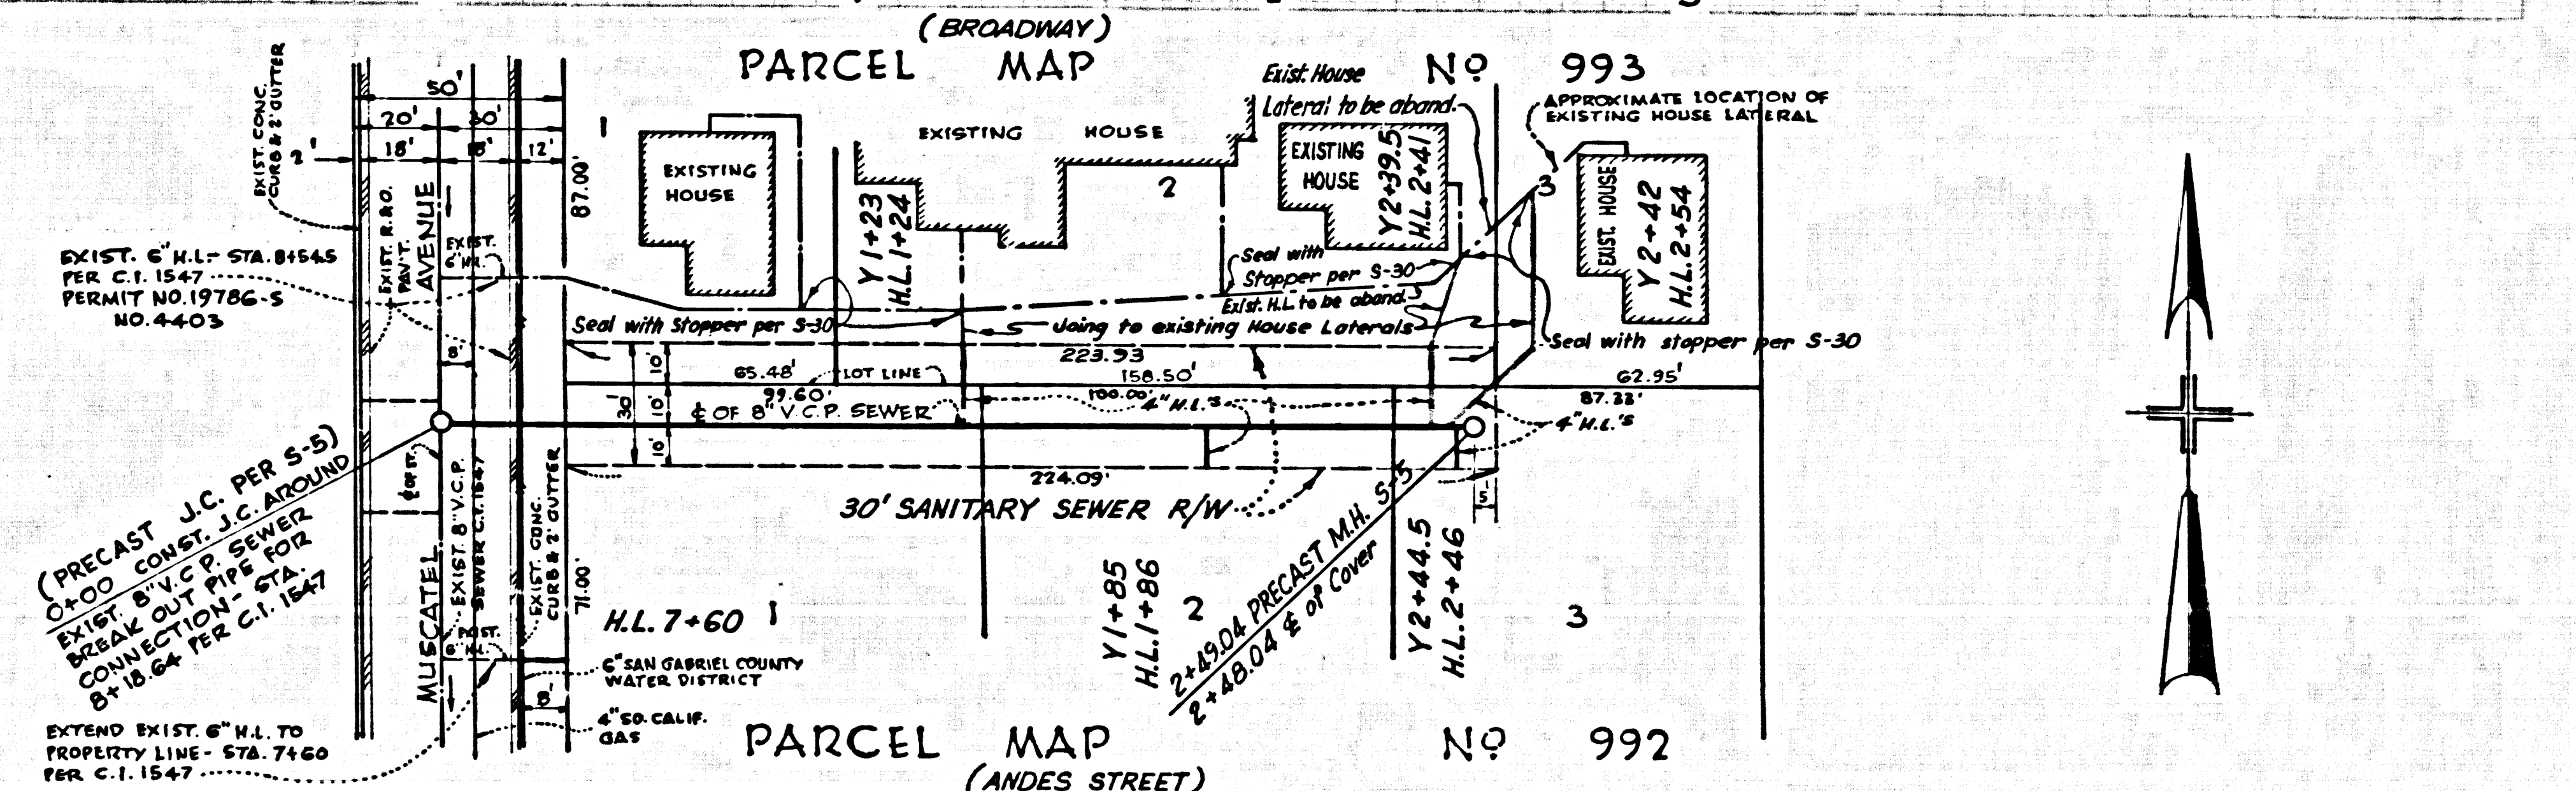 (BROADWAY)
PARCEL MAP NO 993
50'
20' 30'
18' 18' 12'
2'
EXIST. CONC.
CURB & 2' GUTTER
87.00'
1
EXIST. R.&O.
PAV'T.
AVENUE
EXIST.
6" H.L.
EXIST. 6" H.L.- STA. 8+54.5
PER C.I. 1547
PERMIT NO. 19786-S
NO. 4403
EXISTING
HOUSE
Y 1+23
H.L. 1+24
EXISTING HOUSE
2
Exist. House
Lateral to be aband.
EXISTING
HOUSE
Y 2+39.5
H.L. 2+41
APPROXIMATE LOCATION OF
EXISTING HOUSE LATERAL
3
EXIST. HOUSE
Y 2+42
H.L. 2+54
Seal with
Stopper per S-30
Exist. H.L. to be aband.
Seal with Stopper per S-30
Joing to existing House Laterals
Seal with stopper per S-30
8'
223.93
65.48' LOT LINE 158.50' 62.95'
99.60' 100.00' 87.33'
30' 10' 10' 10'
℄ OF 8" V.C.P. SEWER
4" H.L.'S
4" H.L.'S
224.09'
5'
30' SANITARY SEWER R/W
(PRECAST J.C. PER S-5)
0+00 CONST. J.C. AROUND
EXIST. 8" V.C.P. SEWER
BREAK OUT PIPE FOR
CONNECTION - STA.
8+18.64 PER C.I. 1547
℄ OF ST.
MUSCATEL
EXIST. 8" V.C.P.
SEWER C.I. 1547
EXIST. CONC.
CURB & 2' GUTTER
71.00'
6" H.L.
H.L. 7+60
1
Y 1+85
H.L. 1+86
2
2+49.04 PRECAST M.H. S-5
2+48.04 ℄ of Cover
Y 2+44.5
H.L. 2+46
3
6" SAN GABRIEL COUNTY
WATER DISTRICT
8'
4" SO. CALIF.
GAS
EXTEND EXIST. 6" H.L. TO
PROPERTY LINE - STA. 7+60
PER C.I. 1547
PARCEL MAP NO 992
(ANDES STREET)